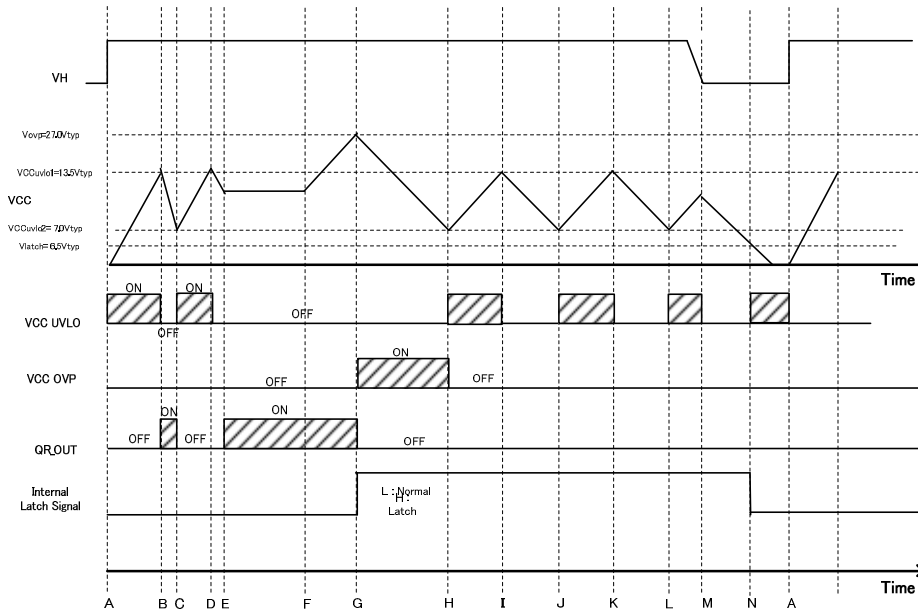 VH
Vovp=27.0Vtyp
VCCuvlo1=13.5Vtyp
VCC
VCCuvlo2= 7.0Vtyp
Vlatch= 6.5Vtyp
Time
ON
ON
VCC UVLO
OFF
OFF
ON
VCC OVP
OFF
OFF
ON
ON
OFF
OFF
OFF
QR_OUT
Internal
Latch Signal
L : Normal
H :
Latch
Time
A B C D E F G H I J K L M N A